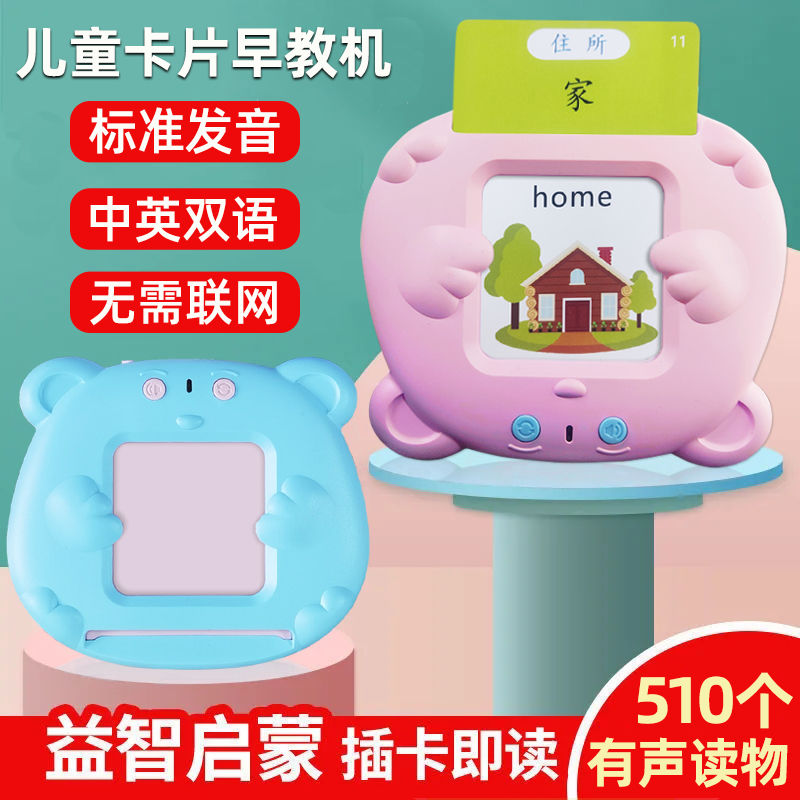 儿童卡片早教机
标准发音
中英双语
无需联网
住所
11
家
home
益智启蒙 插卡即读
510个
有声读物